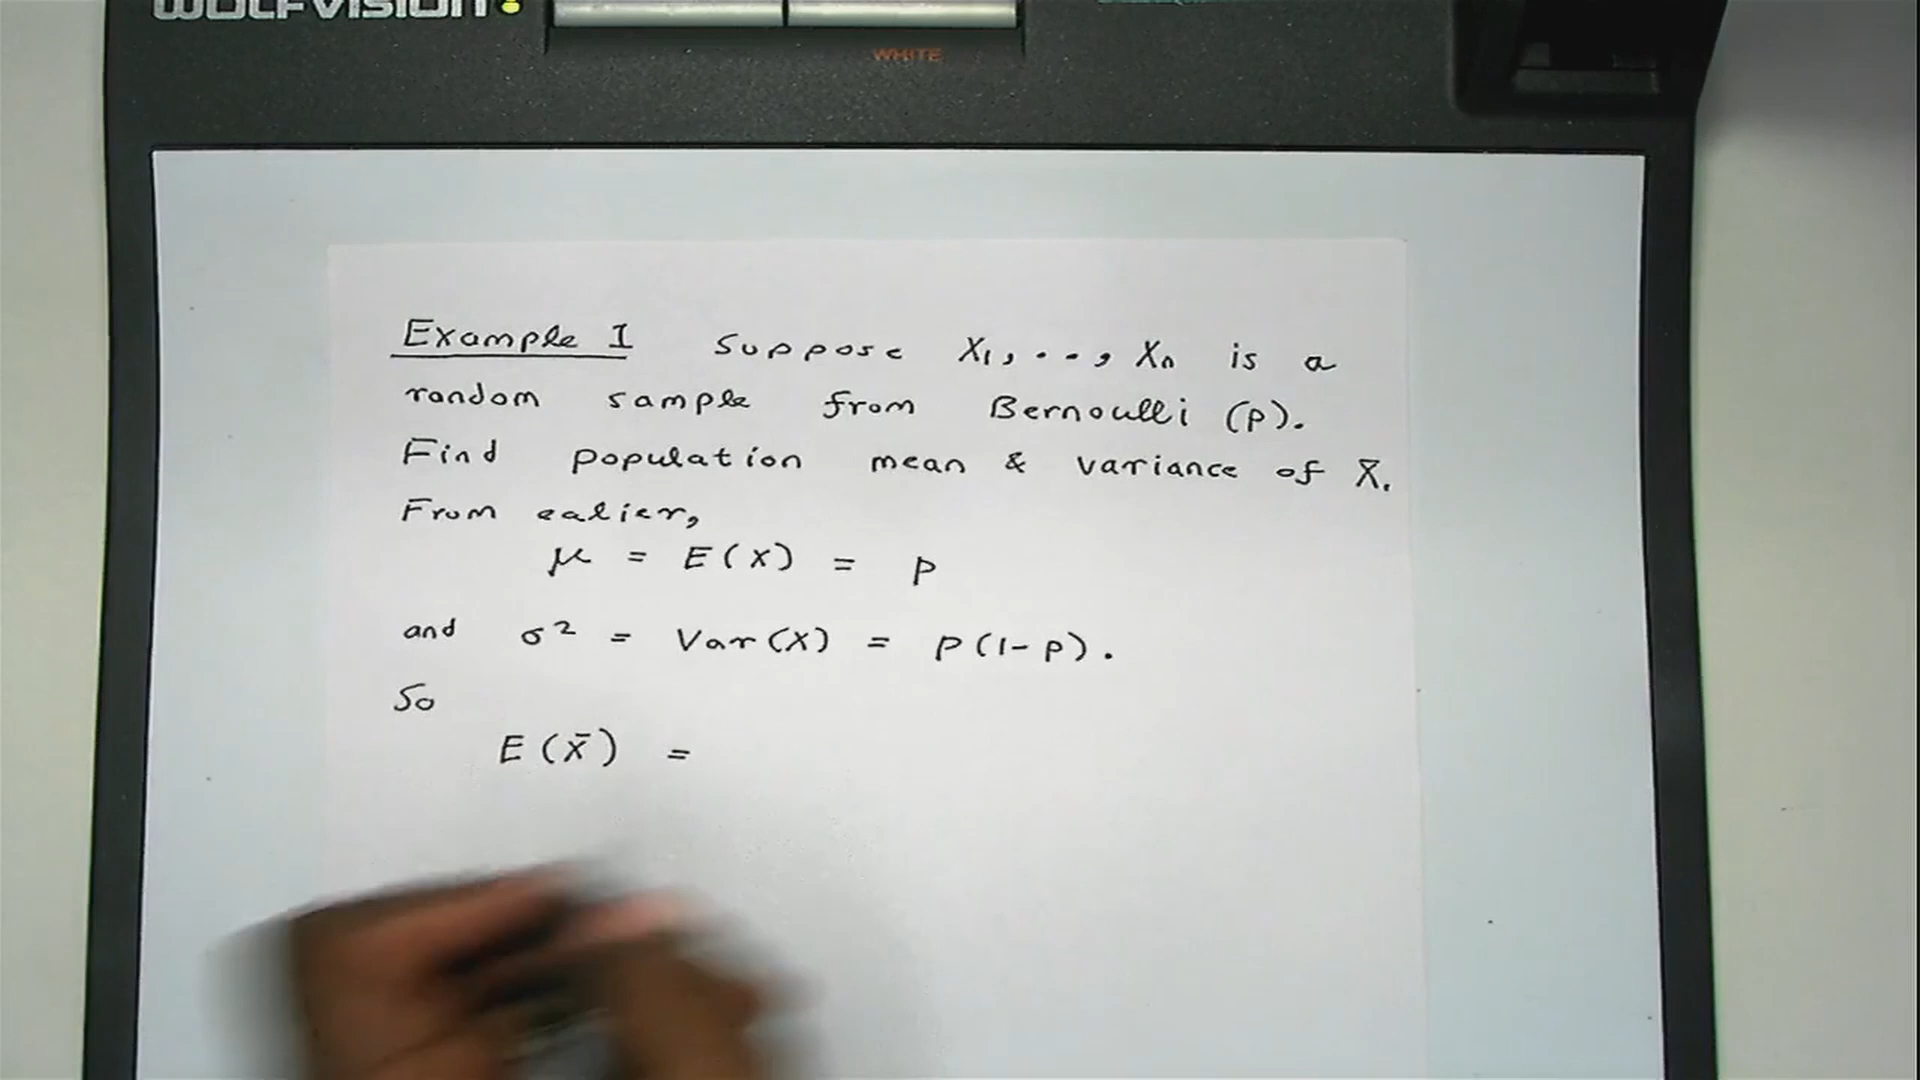 WOLFVISION
WHITE
Example 1 Suppose X₁, ..., Xₙ is a
random sample from Bernoulli (p).
Find population mean & variance of X̄.
From ealier,
μ = E(X) = p
and σ² = Var(X) = p(1-p).
So
E(X̄) =